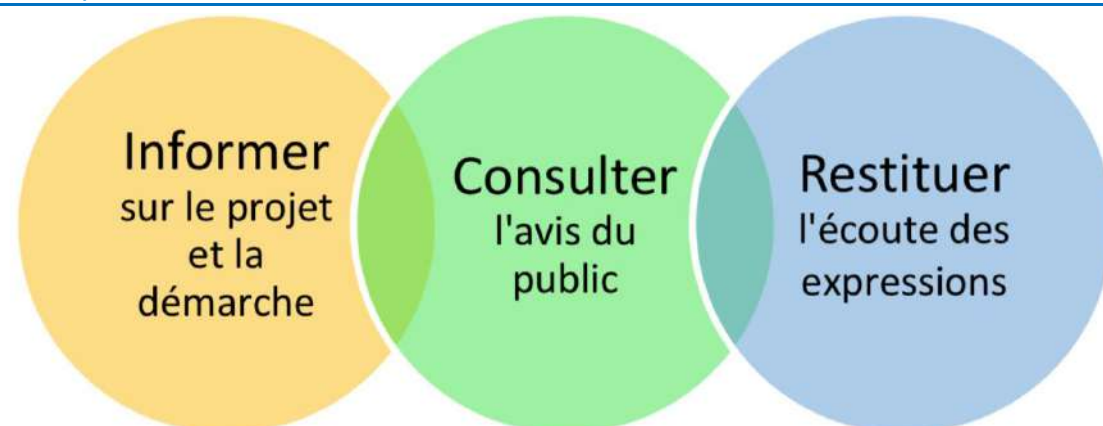 Informer
sur le projet
et la
démarche
Consulter
l'avis du
public
Restituer
l'écoute des
expressions